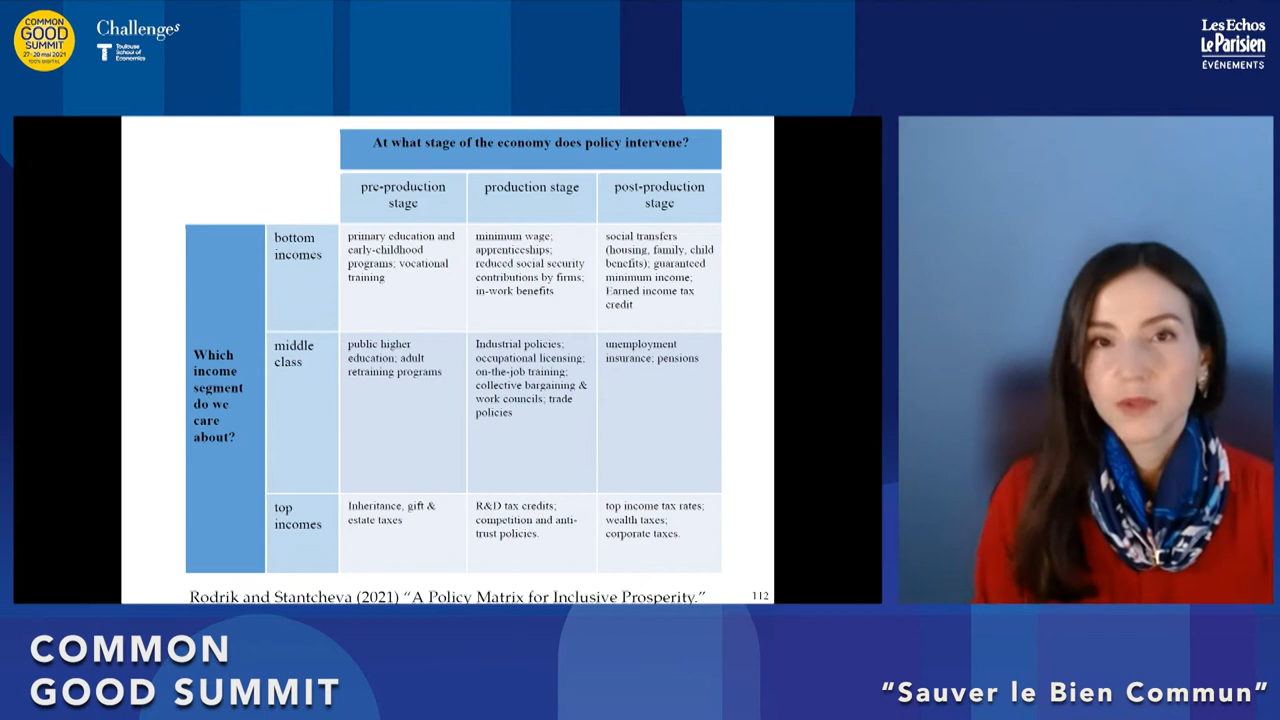 COMMON
GOOD
SUMMIT
27-28 mai 2021
100% DIGITAL
Challenges
Toulouse
School of
Economics
Les Echos
Le Parisien
ÉVÉNEMENTS
At what stage of the economy does policy intervene?
pre-production
stage
production stage
post-production
stage
Which
income
segment
do we
care
about?
bottom
incomes
primary education and
early-childhood
programs; vocational
training
minimum wage;
apprenticeships;
reduced social security
contributions by firms;
in-work benefits
social transfers
(housing, family, child
benefits); guaranteed
minimum income;
Earned income tax
credit
middle
class
public higher
education; adult
retraining programs
Industrial policies;
occupational licensing;
on-the-job training;
collective bargaining &
work councils; trade
policies
unemployment
insurance; pensions
top
incomes
Inheritance, gift &
estate taxes
R&D tax credits;
competition and anti-
trust policies.
top income tax rates;
wealth taxes;
corporate taxes.
Rodrik and Stantcheva (2021) “A Policy Matrix for Inclusive Prosperity.”
112
COMMON
GOOD SUMMIT
“Sauver le Bien Commun”